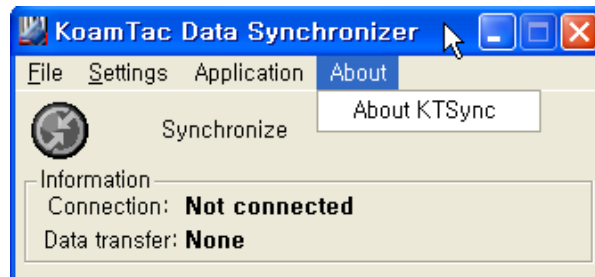 KoamTac Data Synchronizer
File Settings Application About
About KTSync
Synchronize
Information
Connection: Not connected
Data transfer: None